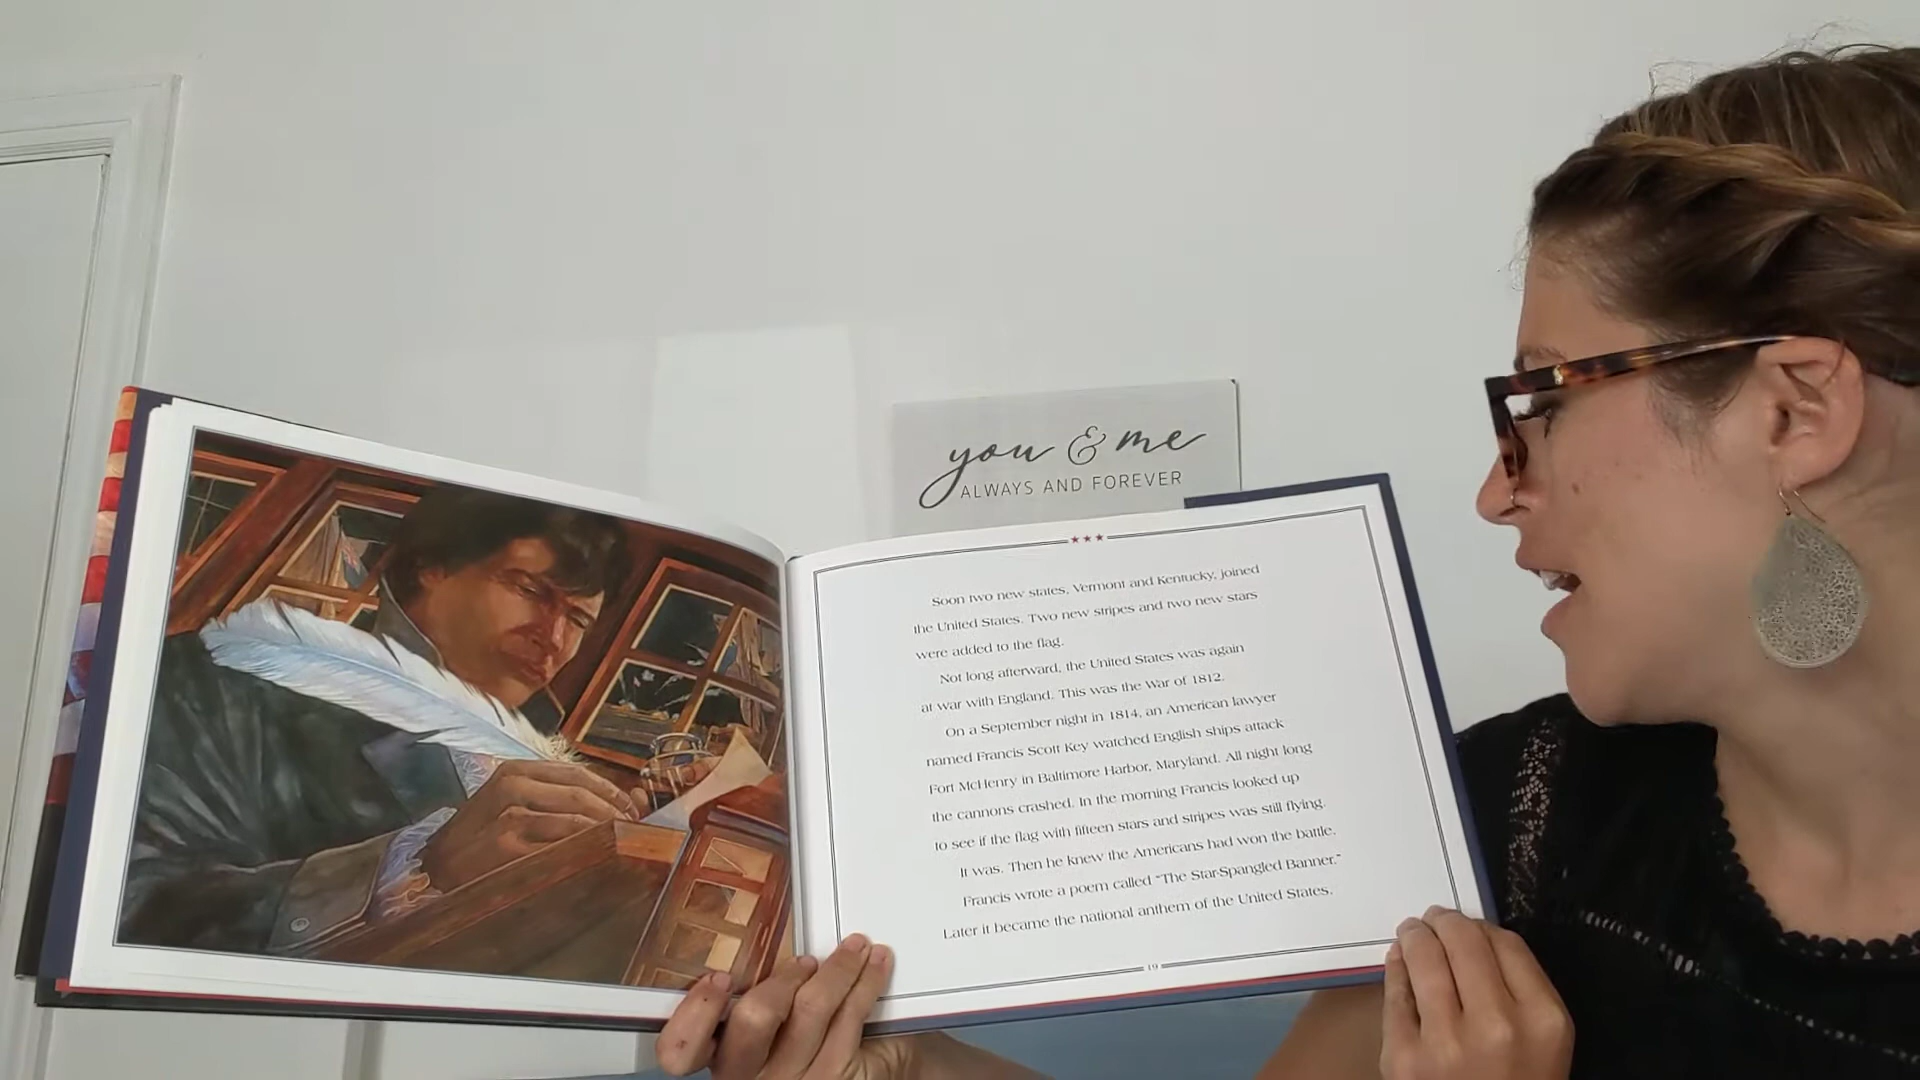 you & me
ALWAYS AND FOREVER
Soon two new states, Vermont and Kentucky, joined
the United States. Two new stripes and two new stars
were added to the flag.
Not long afterward, the United States was again
at war with England. This was the War of 1812.
On a September night in 1814, an American lawyer
named Francis Scott Key watched English ships attack
Fort McHenry in Baltimore Harbor, Maryland. All night long
the cannons crashed. In the morning Francis looked up
to see if the flag with fifteen stars and stripes was still flying.
It was. Then he knew the Americans had won the battle.
Francis wrote a poem called "The Star-Spangled Banner."
Later it became the national anthem of the United States.
19